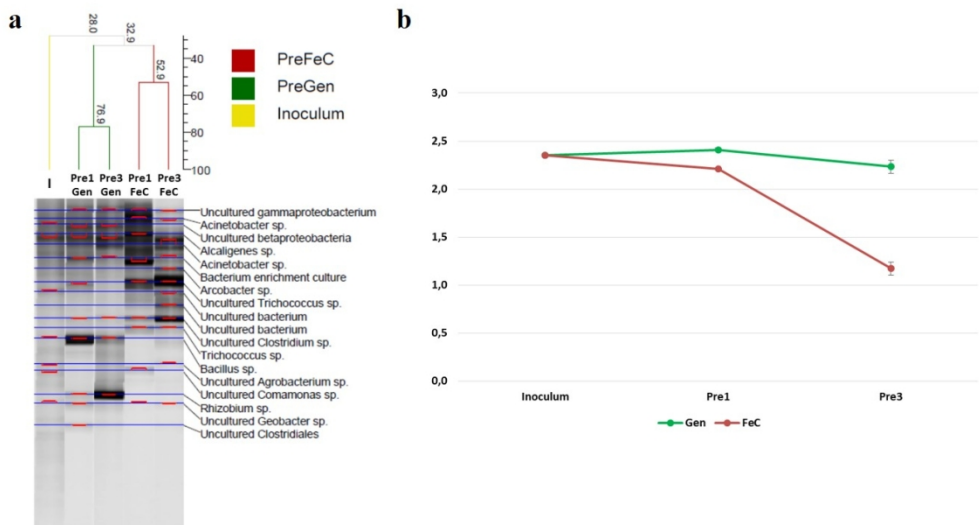 a
28.0
32.9
52.9
76.9
40
60
80
100
PreFeC
PreGen
Inoculum
I
Pre1 Pre3 Pre1 Pre3
Gen Gen FeC FeC
Uncultured gammaproteobacterium
Acinetobacter sp.
Uncultured betaproteobacteria
Alcaligenes sp.
Acinetobacter sp.
Bacterium enrichment culture
Arcobacter sp.
Uncultured Trichococcus sp.
Uncultured bacterium
Uncultured bacterium
Uncultured Clostridium sp.
Trichococcus sp.
Bacillus sp.
Uncultured Agrobacterium sp.
Uncultured Comamonas sp.
Rhizobium sp.
Uncultured Geobacter sp.
Uncultured Clostridiales
b
3,0
2,5
2,0
1,5
1,0
0,5
0,0
Inoculum Pre1 Pre3
Gen FeC